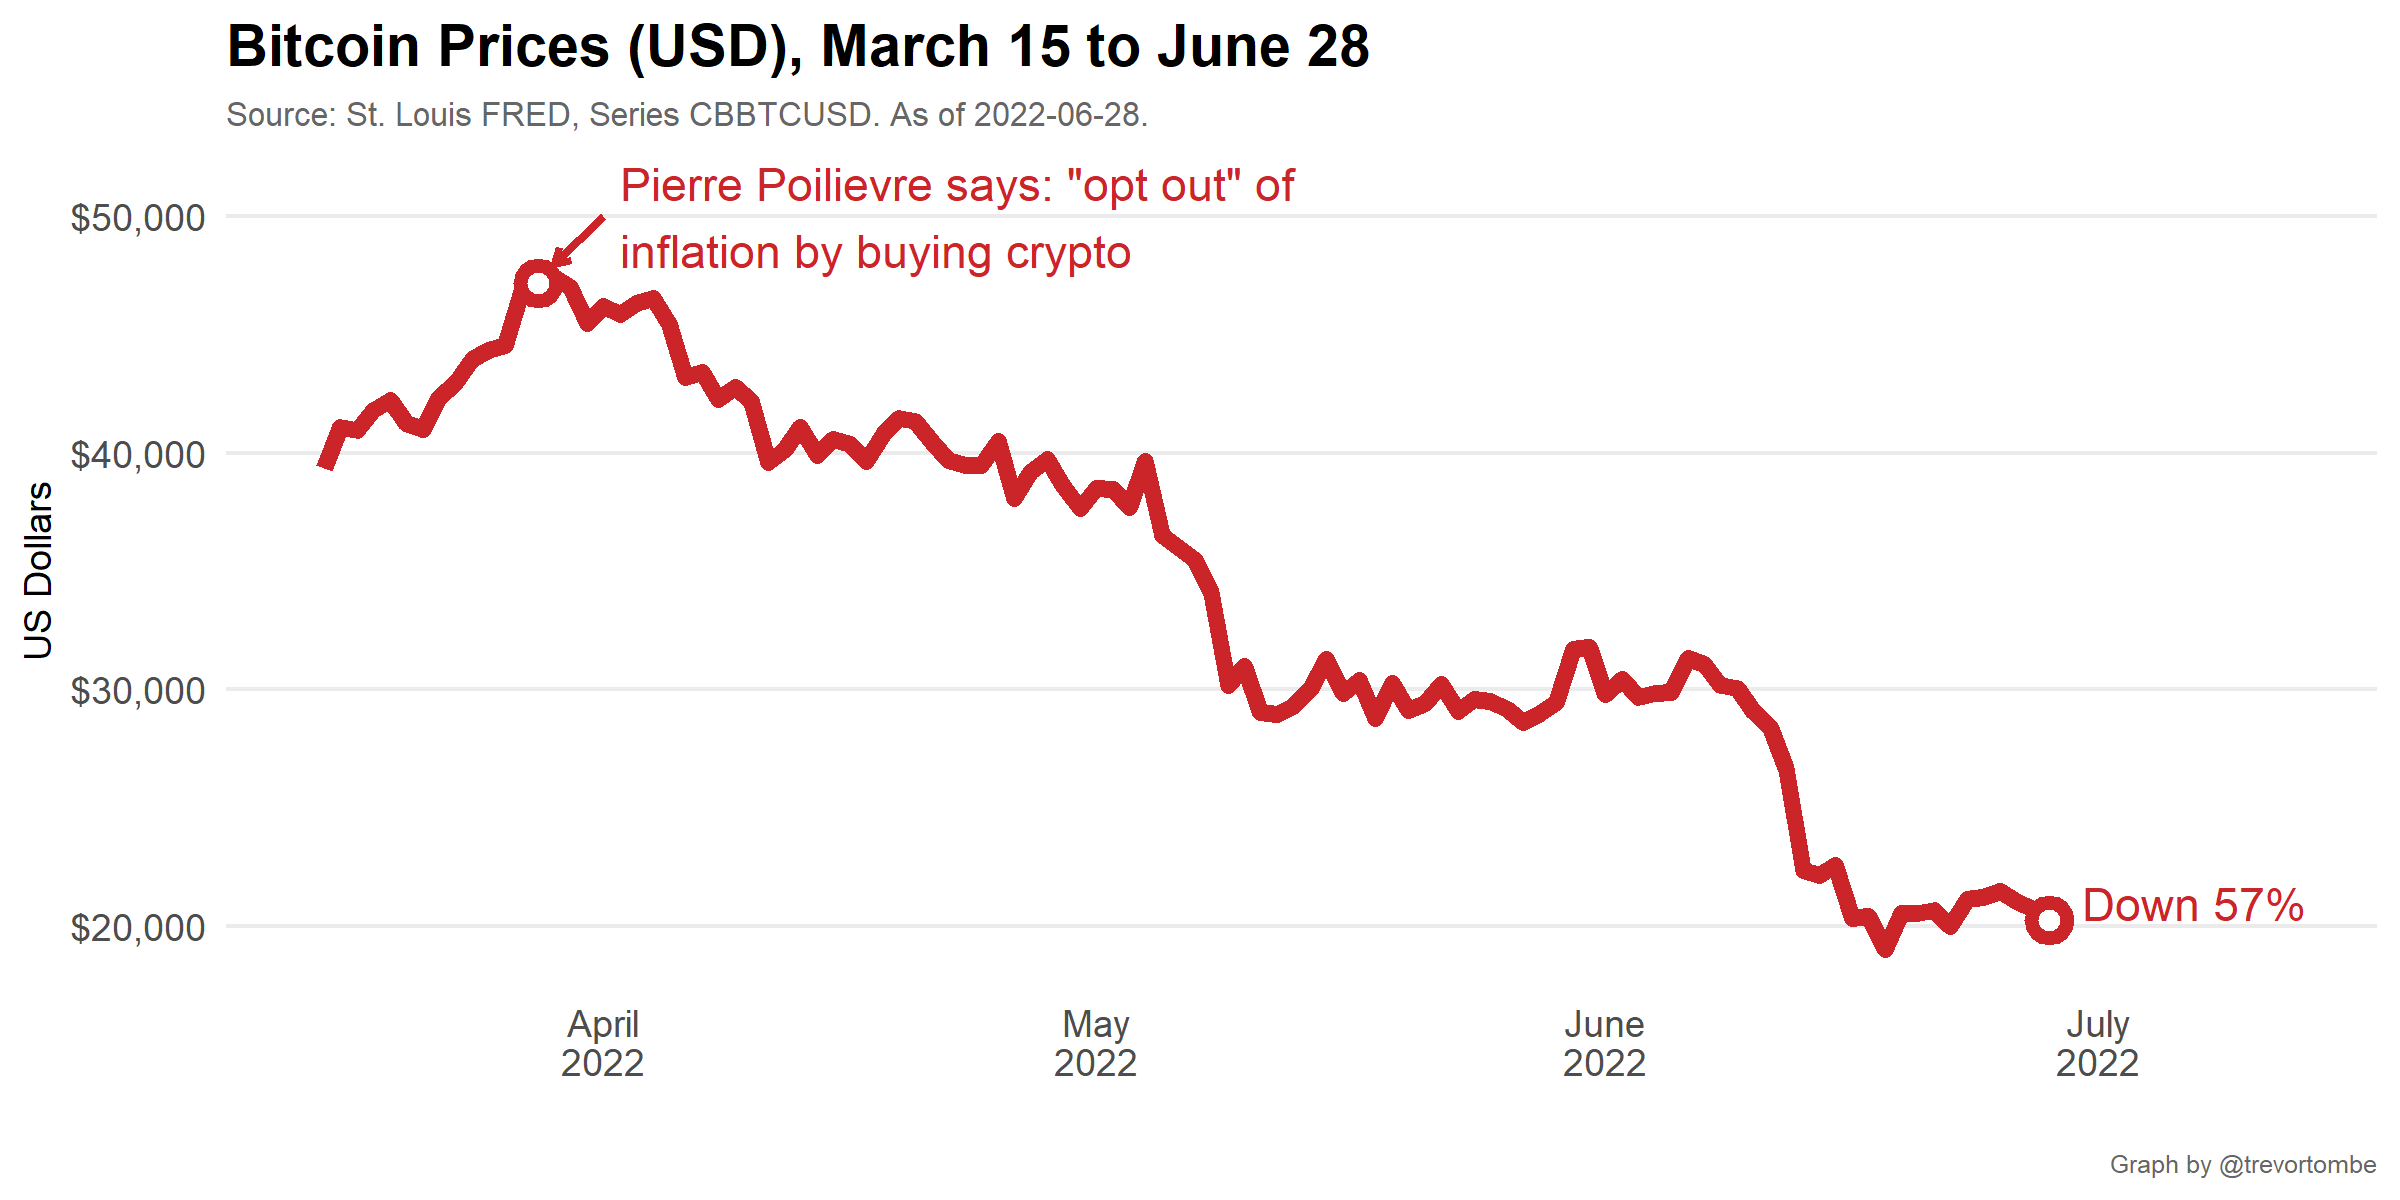 Bitcoin Prices (USD), March 15 to June 28
Source: St. Louis FRED, Series CBBTCUSD. As of 2022-06-28.
Pierre Poilievre says: "opt out" of
inflation by buying crypto
$50,000
$40,000
$30,000
$20,000
US Dollars
Down 57%
April
2022
May
2022
June
2022
July
2022
Graph by @trevortombe